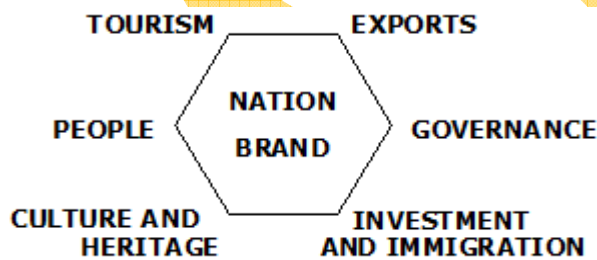 TOURISM
EXPORTS
NATION
BRAND
PEOPLE
GOVERNANCE
CULTURE AND
HERITAGE
INVESTMENT
AND IMMIGRATION